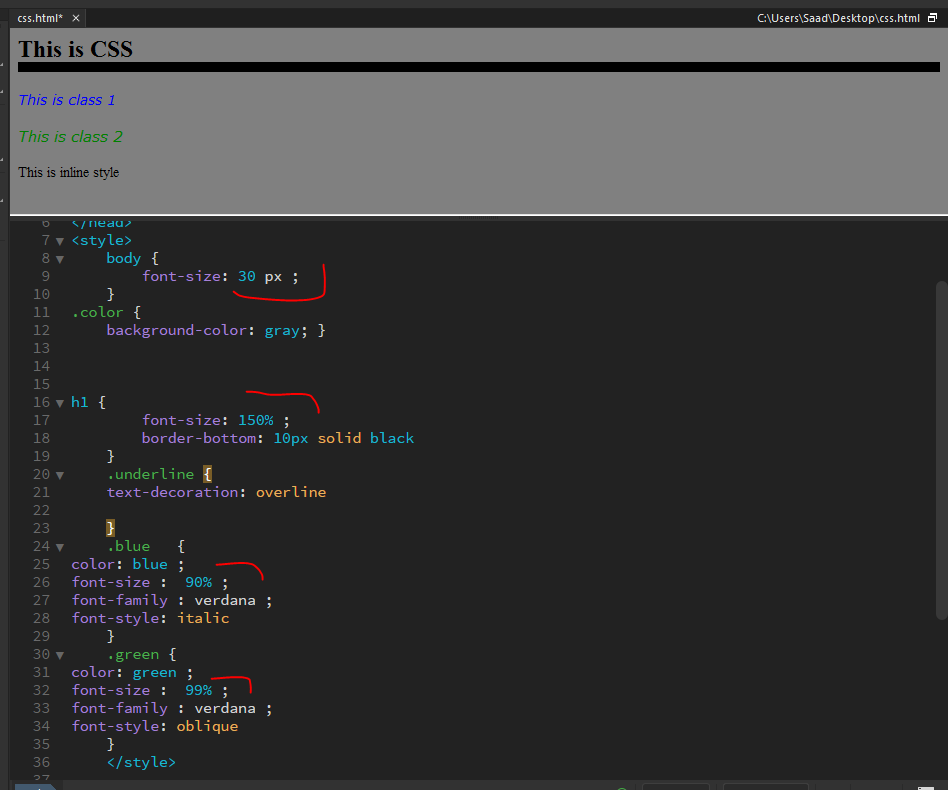 css.html* ×
C:\Users\Saad\Desktop\css.html
This is CSS
This is class 1
This is class 2
This is inline style
6 </head>
7 <style>
8 body {
9 font-size: 30 px ;
10 }
11 .color {
12 background-color: gray; }
13
14
15
16 h1 {
17 font-size: 150% ;
18 border-bottom: 10px solid black
19 }
20 .underline {
21 text-decoration: overline
22
23 }
24 .blue {
25 color: blue ;
26 font-size : 90% ;
27 font-family : verdana ;
28 font-style: italic
29 }
30 .green {
31 color: green ;
32 font-size : 99% ;
33 font-family : verdana ;
34 font-style: oblique
35 }
36 </style>
37